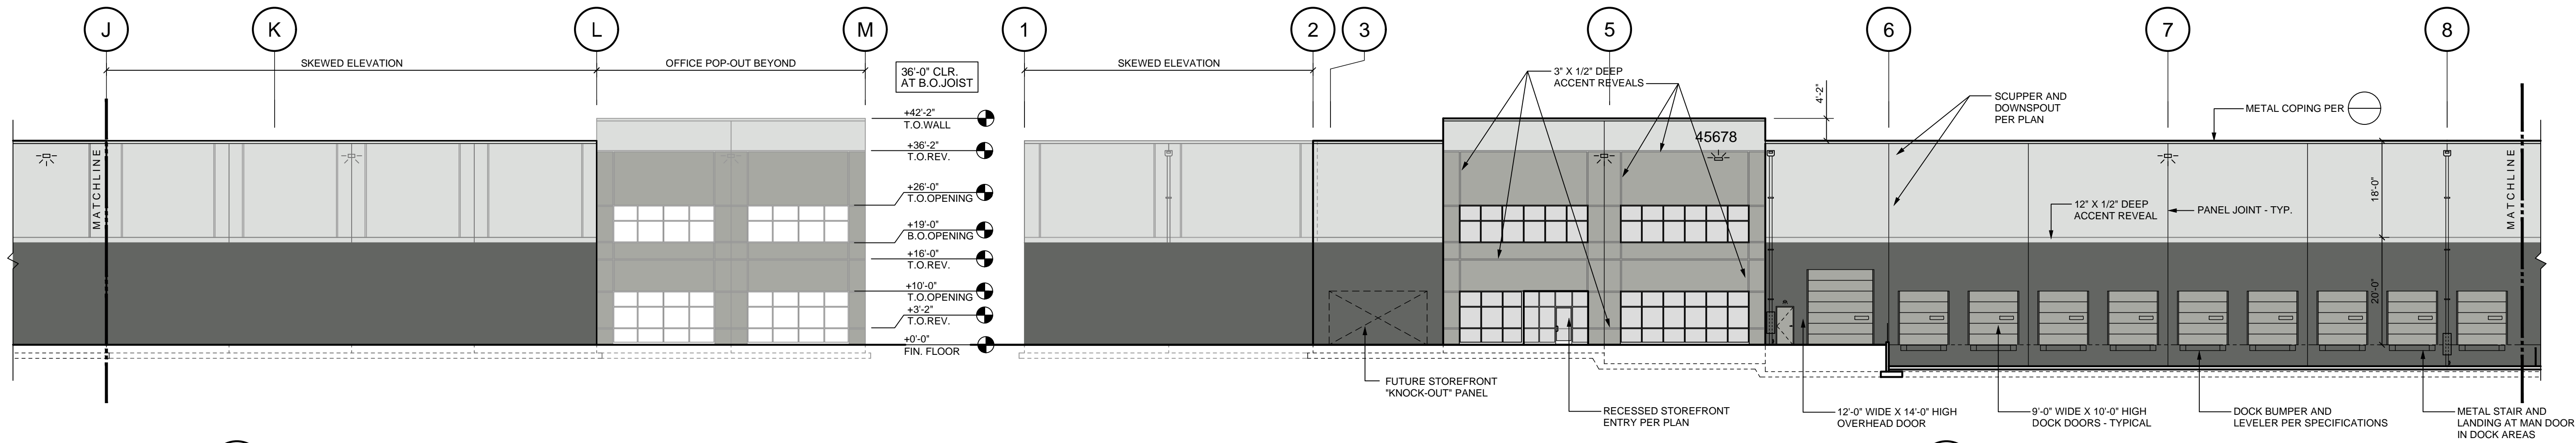 J
K
L
M
1
2
3
5
6
7
8
SKEWED ELEVATION
OFFICE POP-OUT BEYOND
36'-0" CLR.
AT B.O.JOIST
SKEWED ELEVATION
3" X 1/2" DEEP
ACCENT REVEALS
4'-2"
SCUPPER AND
DOWNSPOUT
PER PLAN
METAL COPING PER
+42'-2"
T.O.WALL
+36'-2"
T.O.REV.
+26'-0"
T.O.OPENING
+19'-0"
B.O.OPENING
+16'-0"
T.O.REV.
+10'-0"
T.O.OPENING
+3'-2"
T.O.REV.
+0'-0"
FIN. FLOOR
MATCHLINE
45678
12" X 1/2" DEEP
ACCENT REVEAL
PANEL JOINT - TYP.
18'-0"
20'-0"
MATCHLINE
FUTURE STOREFRONT
"KNOCK-OUT" PANEL
RECESSED STOREFRONT
ENTRY PER PLAN
12'-0" WIDE X 14'-0" HIGH
OVERHEAD DOOR
9'-0" WIDE X 10'-0" HIGH
DOCK DOORS - TYPICAL
DOCK BUMPER AND
LEVELER PER SPECIFICATIONS
METAL STAIR AND
LANDING AT MAN DOOR
IN DOCK AREAS